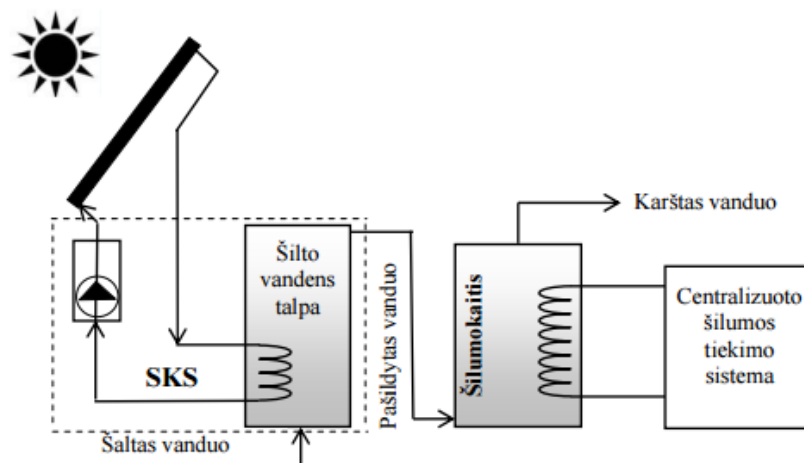 Šilto
vandens
talpa
SKS
Šaltas vanduo
Pašildytas vanduo
Šilumokaitis
Karštas vanduo
Centralizuoto
šilumos
tiekimo
sistema